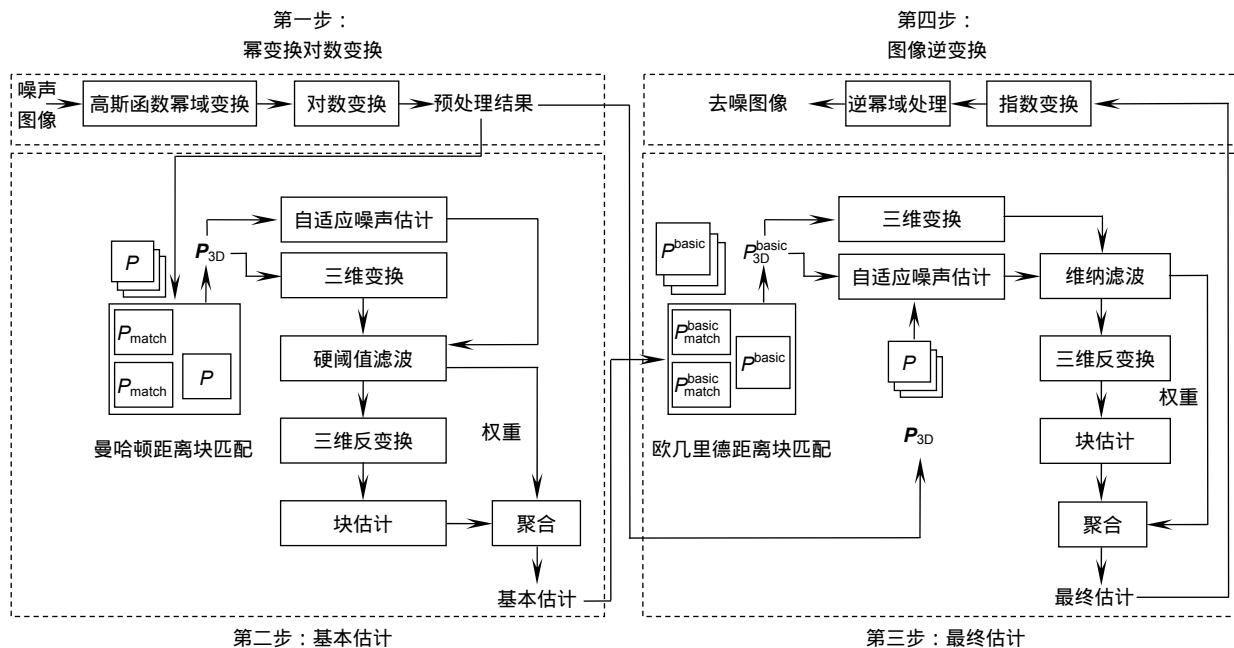 第一步：
幂变换对数变换
噪声
图像
高斯函数幂域变换
对数变换
预处理结果
自适应噪声估计
P
P3D
三维变换
Pmatch
硬阈值滤波
P
Pmatch
曼哈顿距离块匹配
三维反变换
权重
块估计
聚合
基本估计
第二步：基本估计
第四步：
图像逆变换
去噪图像
逆幂域处理
指数变换
三维变换
Pbasic
Pbasic3D
自适应噪声估计
维纳滤波
Pbasicmatch
Pbasic
P
三维反变换
Pbasicmatch
权重
欧几里德距离块匹配
P3D
块估计
聚合
最终估计
第三步：最终估计